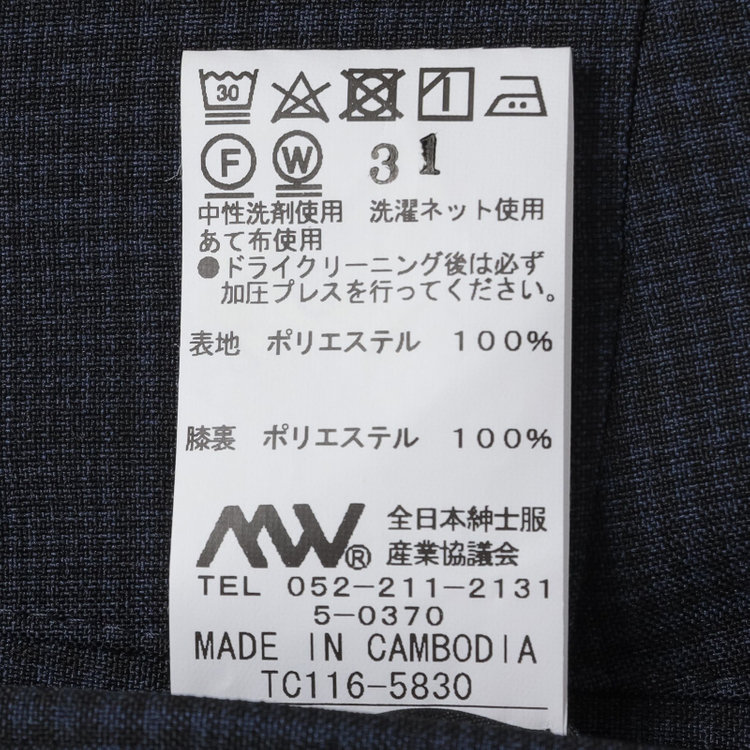 30
F W 31
中性洗剤使用 洗濯ネット使用
あて布使用
●ドライクリーニング後は必ず
加圧プレスを行ってください。
表地 ポリエステル 100%
膝裏 ポリエステル 100%
MW® 全日本紳士服
産業協議会
TEL 052-211-2131
5-0370
MADE IN CAMBODIA
TC116-5830